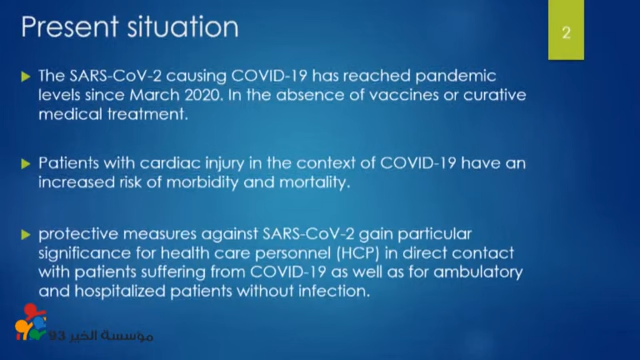 Present situation
2
The SARS-CoV-2 causing COVID-19 has reached pandemic
levels since March 2020. In the absence of vaccines or curative
medical treatment.
Patients with cardiac injury in the context of COVID-19 have an
increased risk of morbidity and mortality.
protective measures against SARS-CoV-2 gain particular
significance for health care personnel (HCP) in direct contact
with patients suffering from COVID-19 as well as for ambulatory
and hospitalized patients without infection.
مؤسسة الخير 93